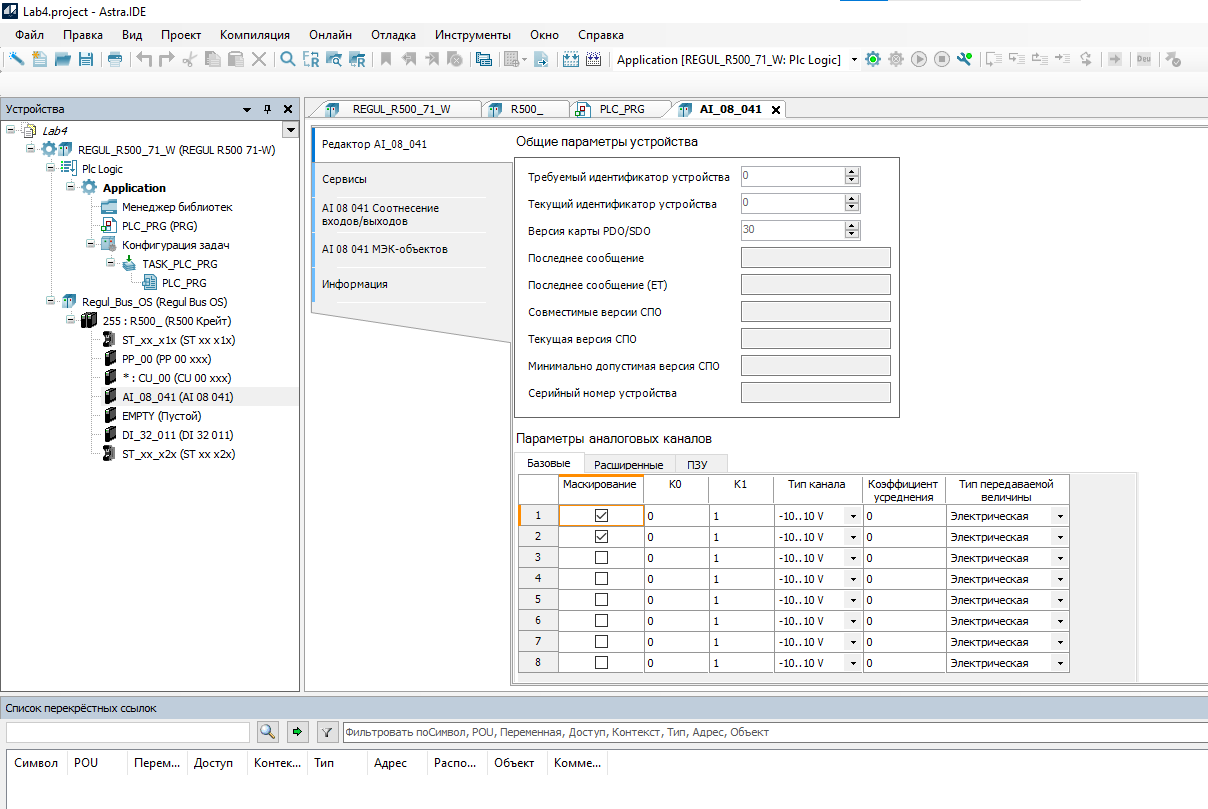 Lab4.project - Astra.IDE
Файл Правка Вид Проект Компиляция Онлайн Отладка Инструменты Окно Справка
Application [REGUL_R500_71_W: Plc Logic]
Устройства
Lab4
REGUL_R500_71_W (REGUL R500 71-W)
Plc Logic
Application
Менеджер библиотек
PLC_PRG (PRG)
Конфигурация задач
TASK_PLC_PRG
PLC_PRG
Regul_Bus_OS (Regul Bus OS)
255 : R500_ (R500 Крейт)
ST_xx_x1x (ST xx x1x)
PP_00 (PP 00 xxx)
* : CU_00 (CU 00 xxx)
AI_08_041 (AI 08 041)
EMPTY (Пустой)
DI_32_011 (DI 32 011)
ST_xx_x2x (ST xx x2x)
REGUL_R500_71_W R500_ PLC_PRG AI_08_041
Редактор AI_08_041
Сервисы
AI 08 041 Соотнесение
входов/выходов
AI 08 041 МЭК-объектов
Информация
Общие параметры устройства
Требуемый идентификатор устройства 0
Текущий идентификатор устройства 0
Версия карты PDO/SDO 30
Последнее сообщение
Последнее сообщение (ET)
Совместимые версии СПО
Текущая версия СПО
Минимально допустимая версия СПО
Серийный номер устройства
Параметры аналоговых каналов
Базовые Расширенные ПЗУ
Маскирование K0 K1 Тип канала Коэффициент усреднения Тип передаваемой величины
1 0 1 -10..10 V 0 Электрическая
2 0 1 -10..10 V 0 Электрическая
3 0 1 -10..10 V 0 Электрическая
4 0 1 -10..10 V 0 Электрическая
5 0 1 -10..10 V 0 Электрическая
6 0 1 -10..10 V 0 Электрическая
7 0 1 -10..10 V 0 Электрическая
8 0 1 -10..10 V 0 Электрическая
Список перекрёстных ссылок
Фильтровать поСимвол, POU, Переменная, Доступ, Контекст, Тип, Адрес, Объект
Символ POU Перем... Доступ Контек... Тип Адрес Распо... Объект Комме...